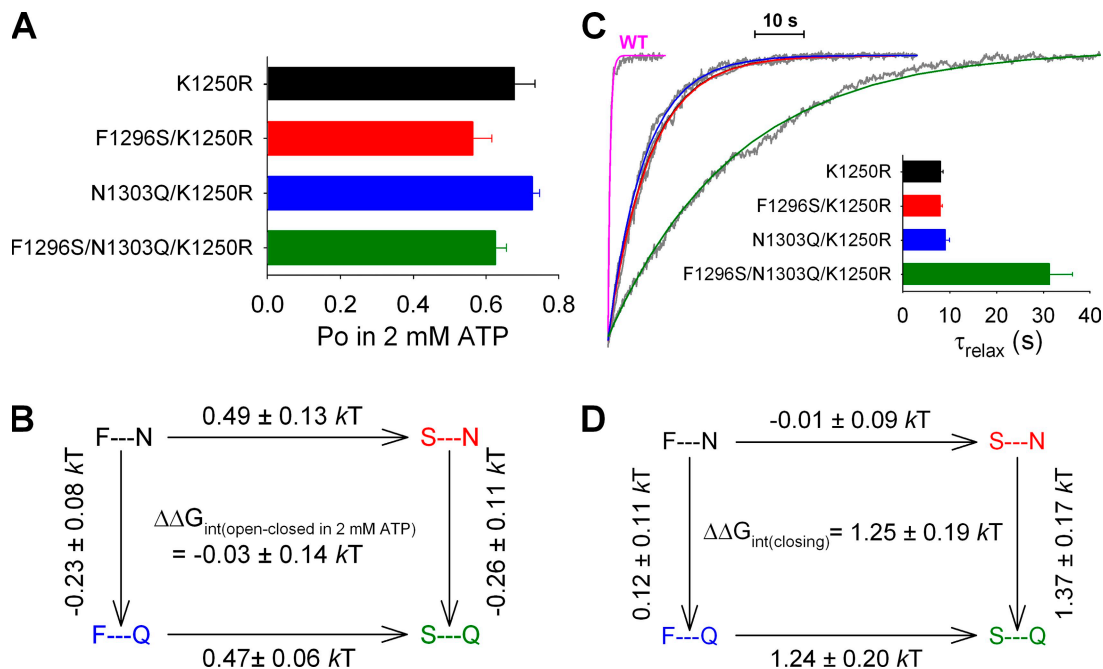 A
K1250R
F1296S/K1250R
N1303Q/K1250R
F1296S/N1303Q/K1250R
0.0 0.2 0.4 0.6 0.8
Po in 2 mM ATP
C
10 s
WT
K1250R
F1296S/K1250R
N1303Q/K1250R
F1296S/N1303Q/K1250R
0 10 20 30 40
τrelax (s)
B
0.49 ± 0.13 kT
F---N
S---N
-0.23 ± 0.08 kT
ΔΔGint(open-closed in 2 mM ATP)
= -0.03 ± 0.14 kT
-0.26 ± 0.11 kT
F---Q
S---Q
0.47± 0.06 kT
D
-0.01 ± 0.09 kT
F---N
S---N
0.12 ± 0.11 kT
ΔΔGint(closing)= 1.25 ± 0.19 kT
1.37 ± 0.17 kT
F---Q
S---Q
1.24 ± 0.20 kT